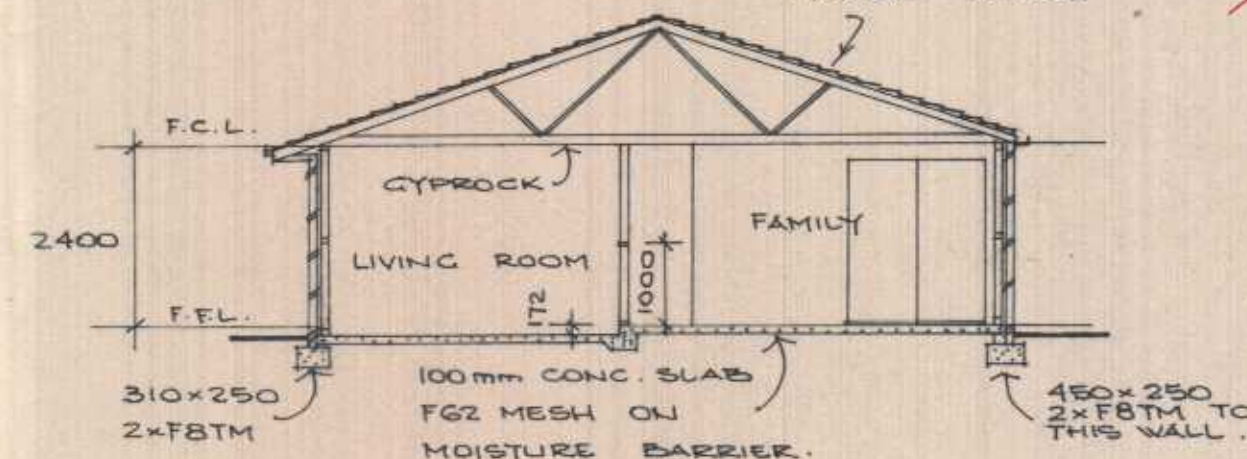 F.C.L.
GYPROCK
FAMILY
2400
LIVING ROOM
1000
172
F.F.L.
310×250
2×F8TM
100mm CONC. SLAB
F62 MESH ON
MOISTURE BARRIER.
450×250
2×F8TM TO
THIS WALL.